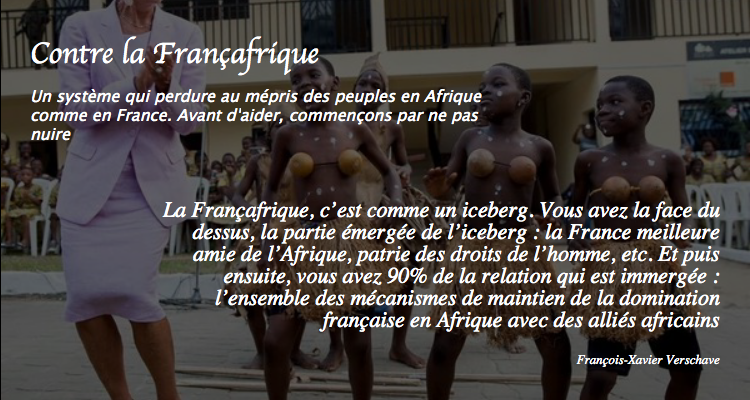 Contre la Françafrique
Un système qui perdure au mépris des peuples en Afrique
comme en France. Avant d'aider, commençons par ne pas
nuire
La Françafrique, c’est comme un iceberg. Vous avez la face du
dessus, la partie émergée de l’iceberg : la France meilleure
amie de l’Afrique, patrie des droits de l’homme, etc. Et puis
ensuite, vous avez 90% de la relation qui est immergée :
l’ensemble des mécanismes de maintien de la domination
française en Afrique avec des alliés africains
François-Xavier Verschave